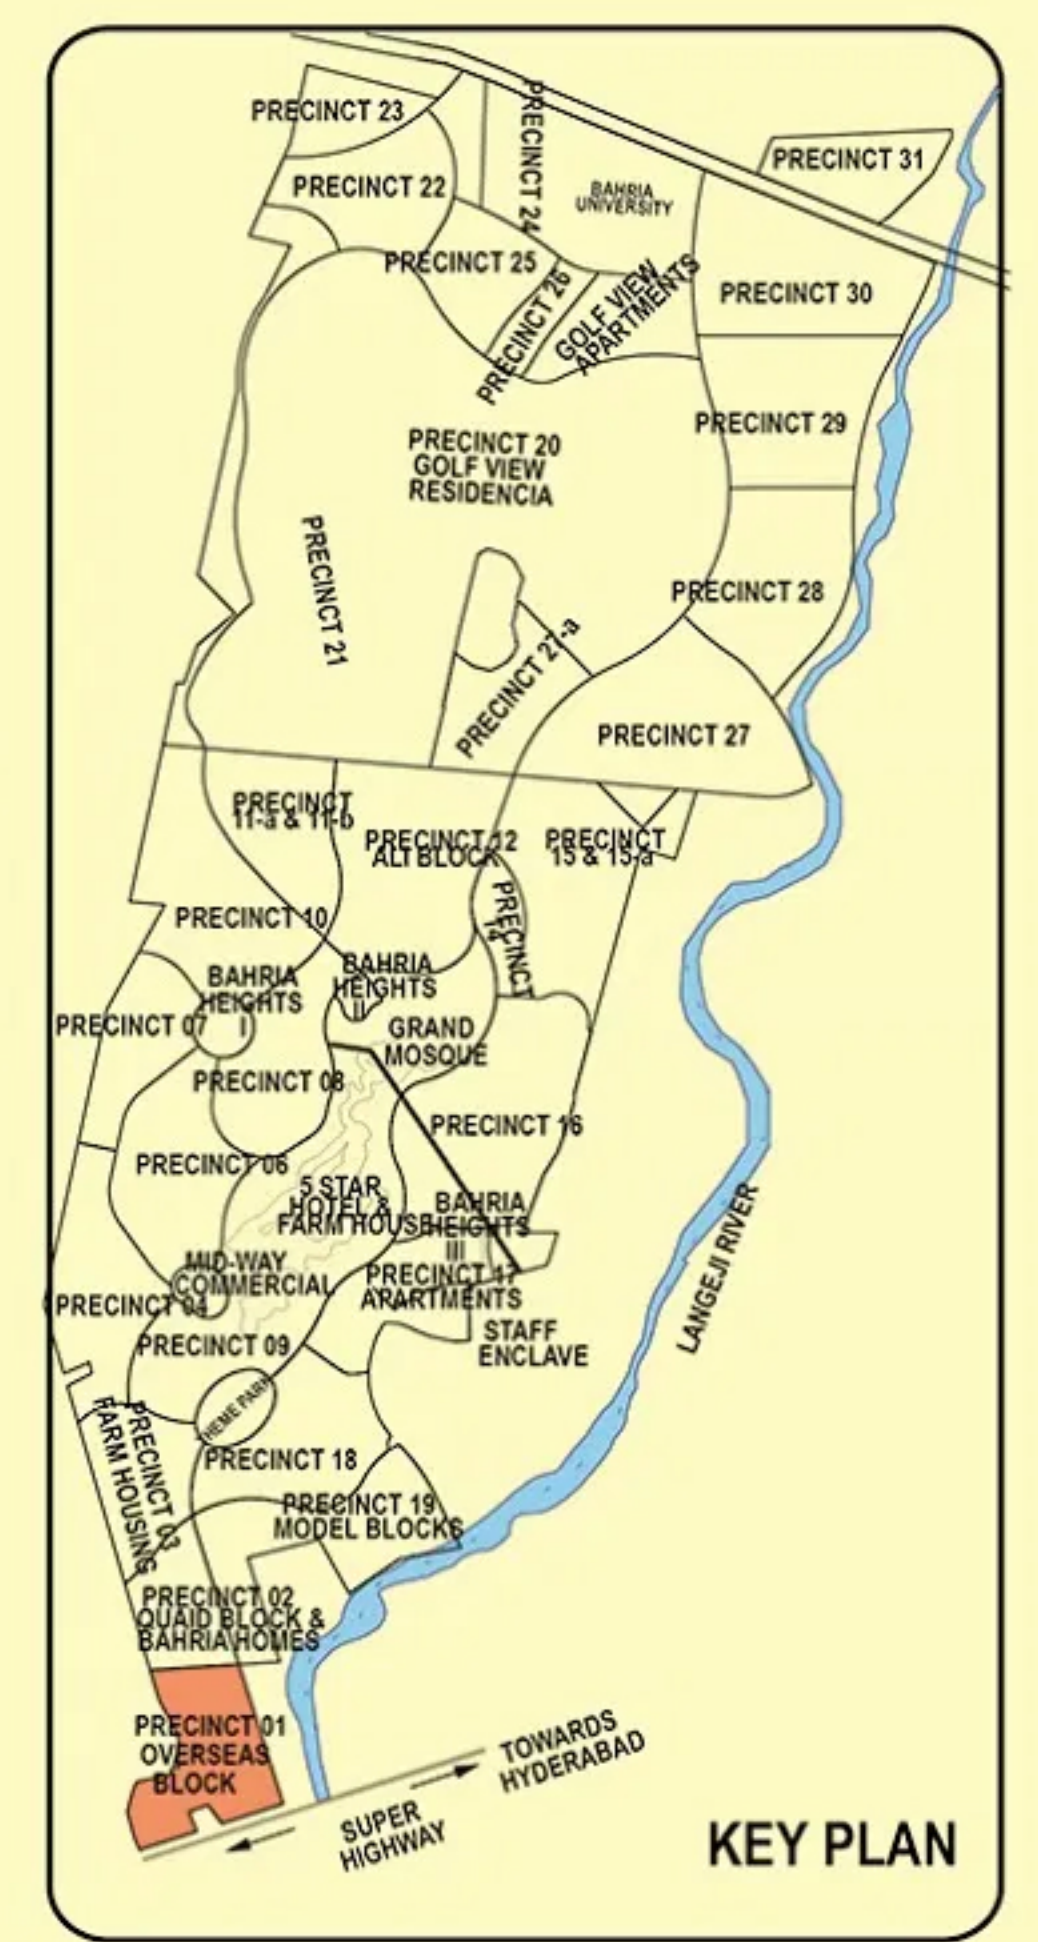 PRECINCT 23
PRECINCT 24
PRECINCT 31
PRECINCT 22
BAHRIA
UNIVERSITY
PRECINCT 25
PRECINCT 26
GOLF VIEW
APARTMENTS
PRECINCT 30
PRECINCT 29
PRECINCT 20
GOLF VIEW
RESIDENCIA
PRECINCT 21
PRECINCT 28
PRECINCT 27-a
PRECINCT 27
PRECINCT
11-a & 11-b
PRECINCT 12
ALI BLOCK
PRECINCT
15 & 15-a
PRECINCT
14
PRECINCT 10
BAHRIA
HEIGHTS
I
BAHRIA
HEIGHTS
II
PRECINCT 07
GRAND
MOSQUE
PRECINCT 08
PRECINCT 16
PRECINCT 06
5 STAR
HOTEL &
FARM HOUSE
BAHRIA
HEIGHTS
III
MID-WAY
COMMERCIAL
PRECINCT 17
APARTMENTS
PRECINCT 04
LANGEJI RIVER
STAFF
ENCLAVE
PRECINCT 09
HEME PARK
PRECINCT 03
FARM HOUSING
PRECINCT 18
PRECINCT 19
MODEL BLOCKS
PRECINCT 02
QUAID BLOCK &
BAHRIA HOMES
PRECINCT 01
OVERSEAS
BLOCK
TOWARDS
HYDERABAD
SUPER
HIGHWAY
KEY PLAN